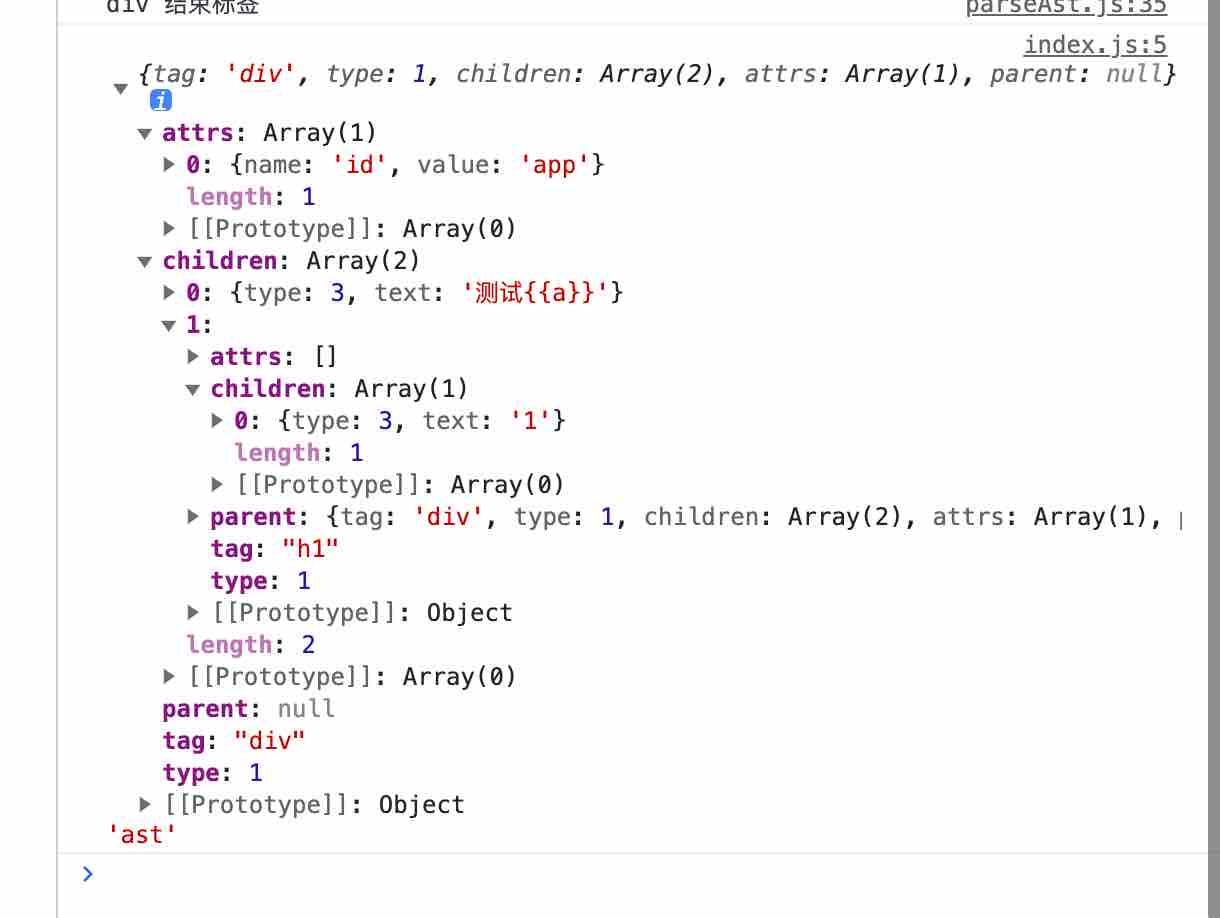 div 结束标签 parseAst.js:35
index.js:5
{tag: 'div', type: 1, children: Array(2), attrs: Array(1), parent: null}
i
attrs: Array(1)
0: {name: 'id', value: 'app'}
length: 1
[[Prototype]]: Array(0)
children: Array(2)
0: {type: 3, text: '测试{{a}}'}
1:
attrs: []
children: Array(1)
0: {type: 3, text: '1'}
length: 1
[[Prototype]]: Array(0)
parent: {tag: 'div', type: 1, children: Array(2), attrs: Array(1),
tag: "h1"
type: 1
[[Prototype]]: Object
length: 2
[[Prototype]]: Array(0)
parent: null
tag: "div"
type: 1
[[Prototype]]: Object
'ast'